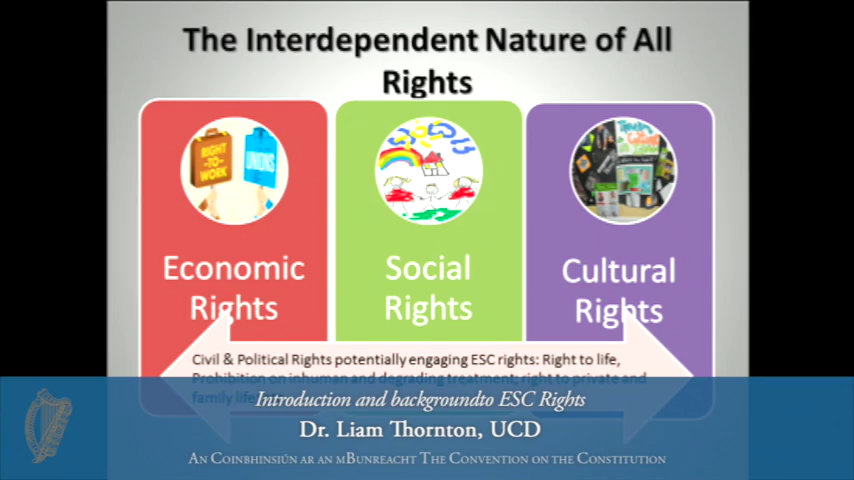 The Interdependent Nature of All
Rights
RIGHT
-TO-
WORK
UNIONS
Economic
Rights
Social
Rights
Cultural
Rights
Civil & Political Rights potentially engaging ESC rights: Right to life,
Prohibition on inhuman and degrading treatment; right to private and
family life
Introduction and backgroundto ESC Rights
Dr. Liam Thornton, UCD
An Coinbhinsiún ar an mBunreacht The Convention on the Constitution